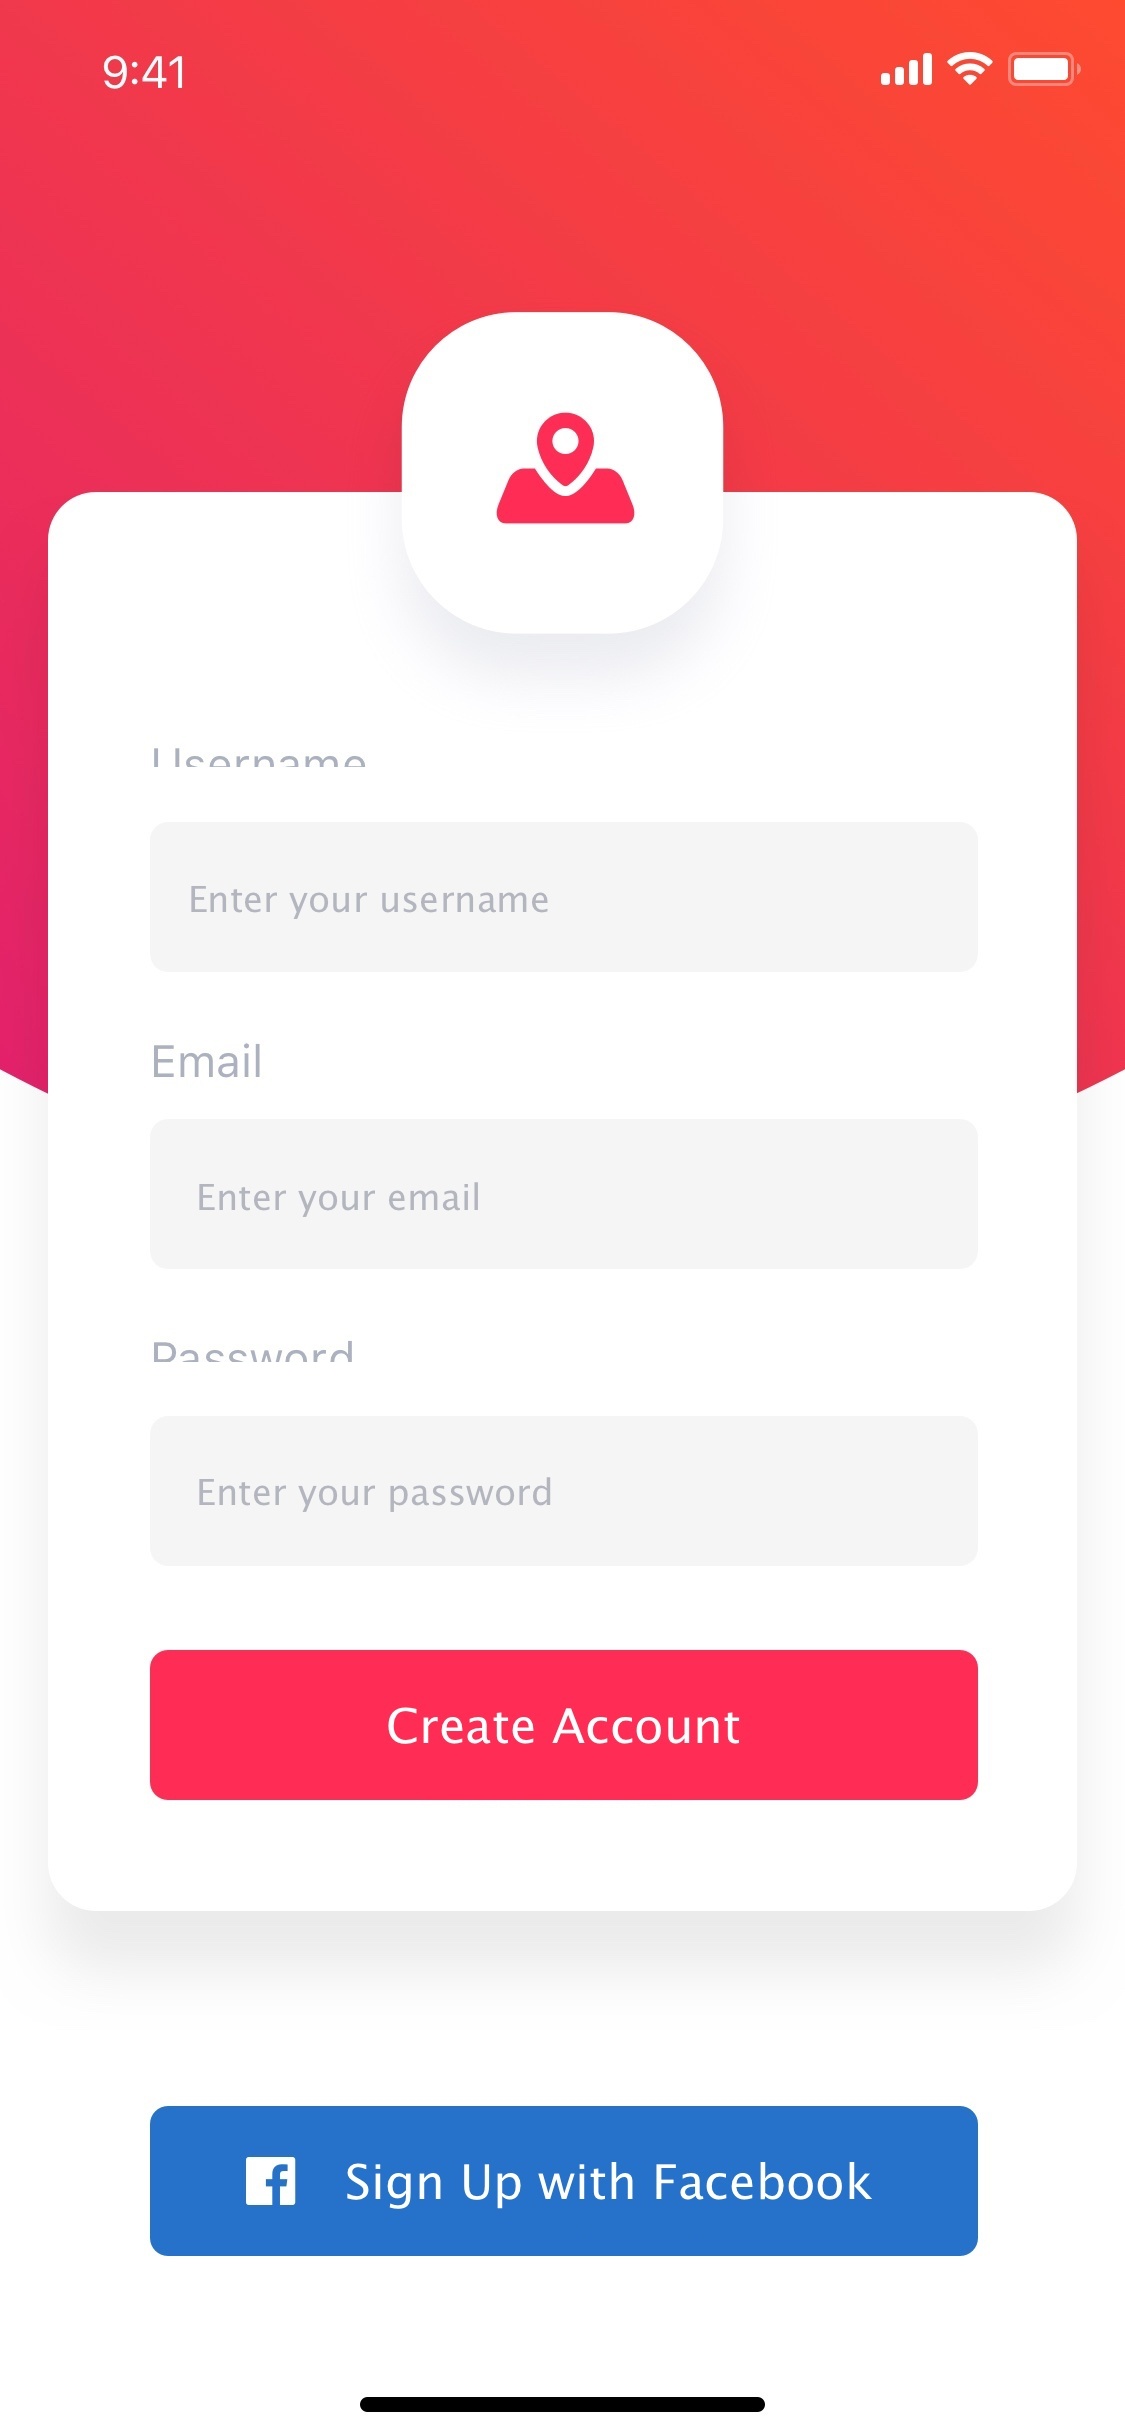 9:41
Username
Enter your username
Email
Enter your email
Password
Enter your password
Create Account
Sign Up with Facebook